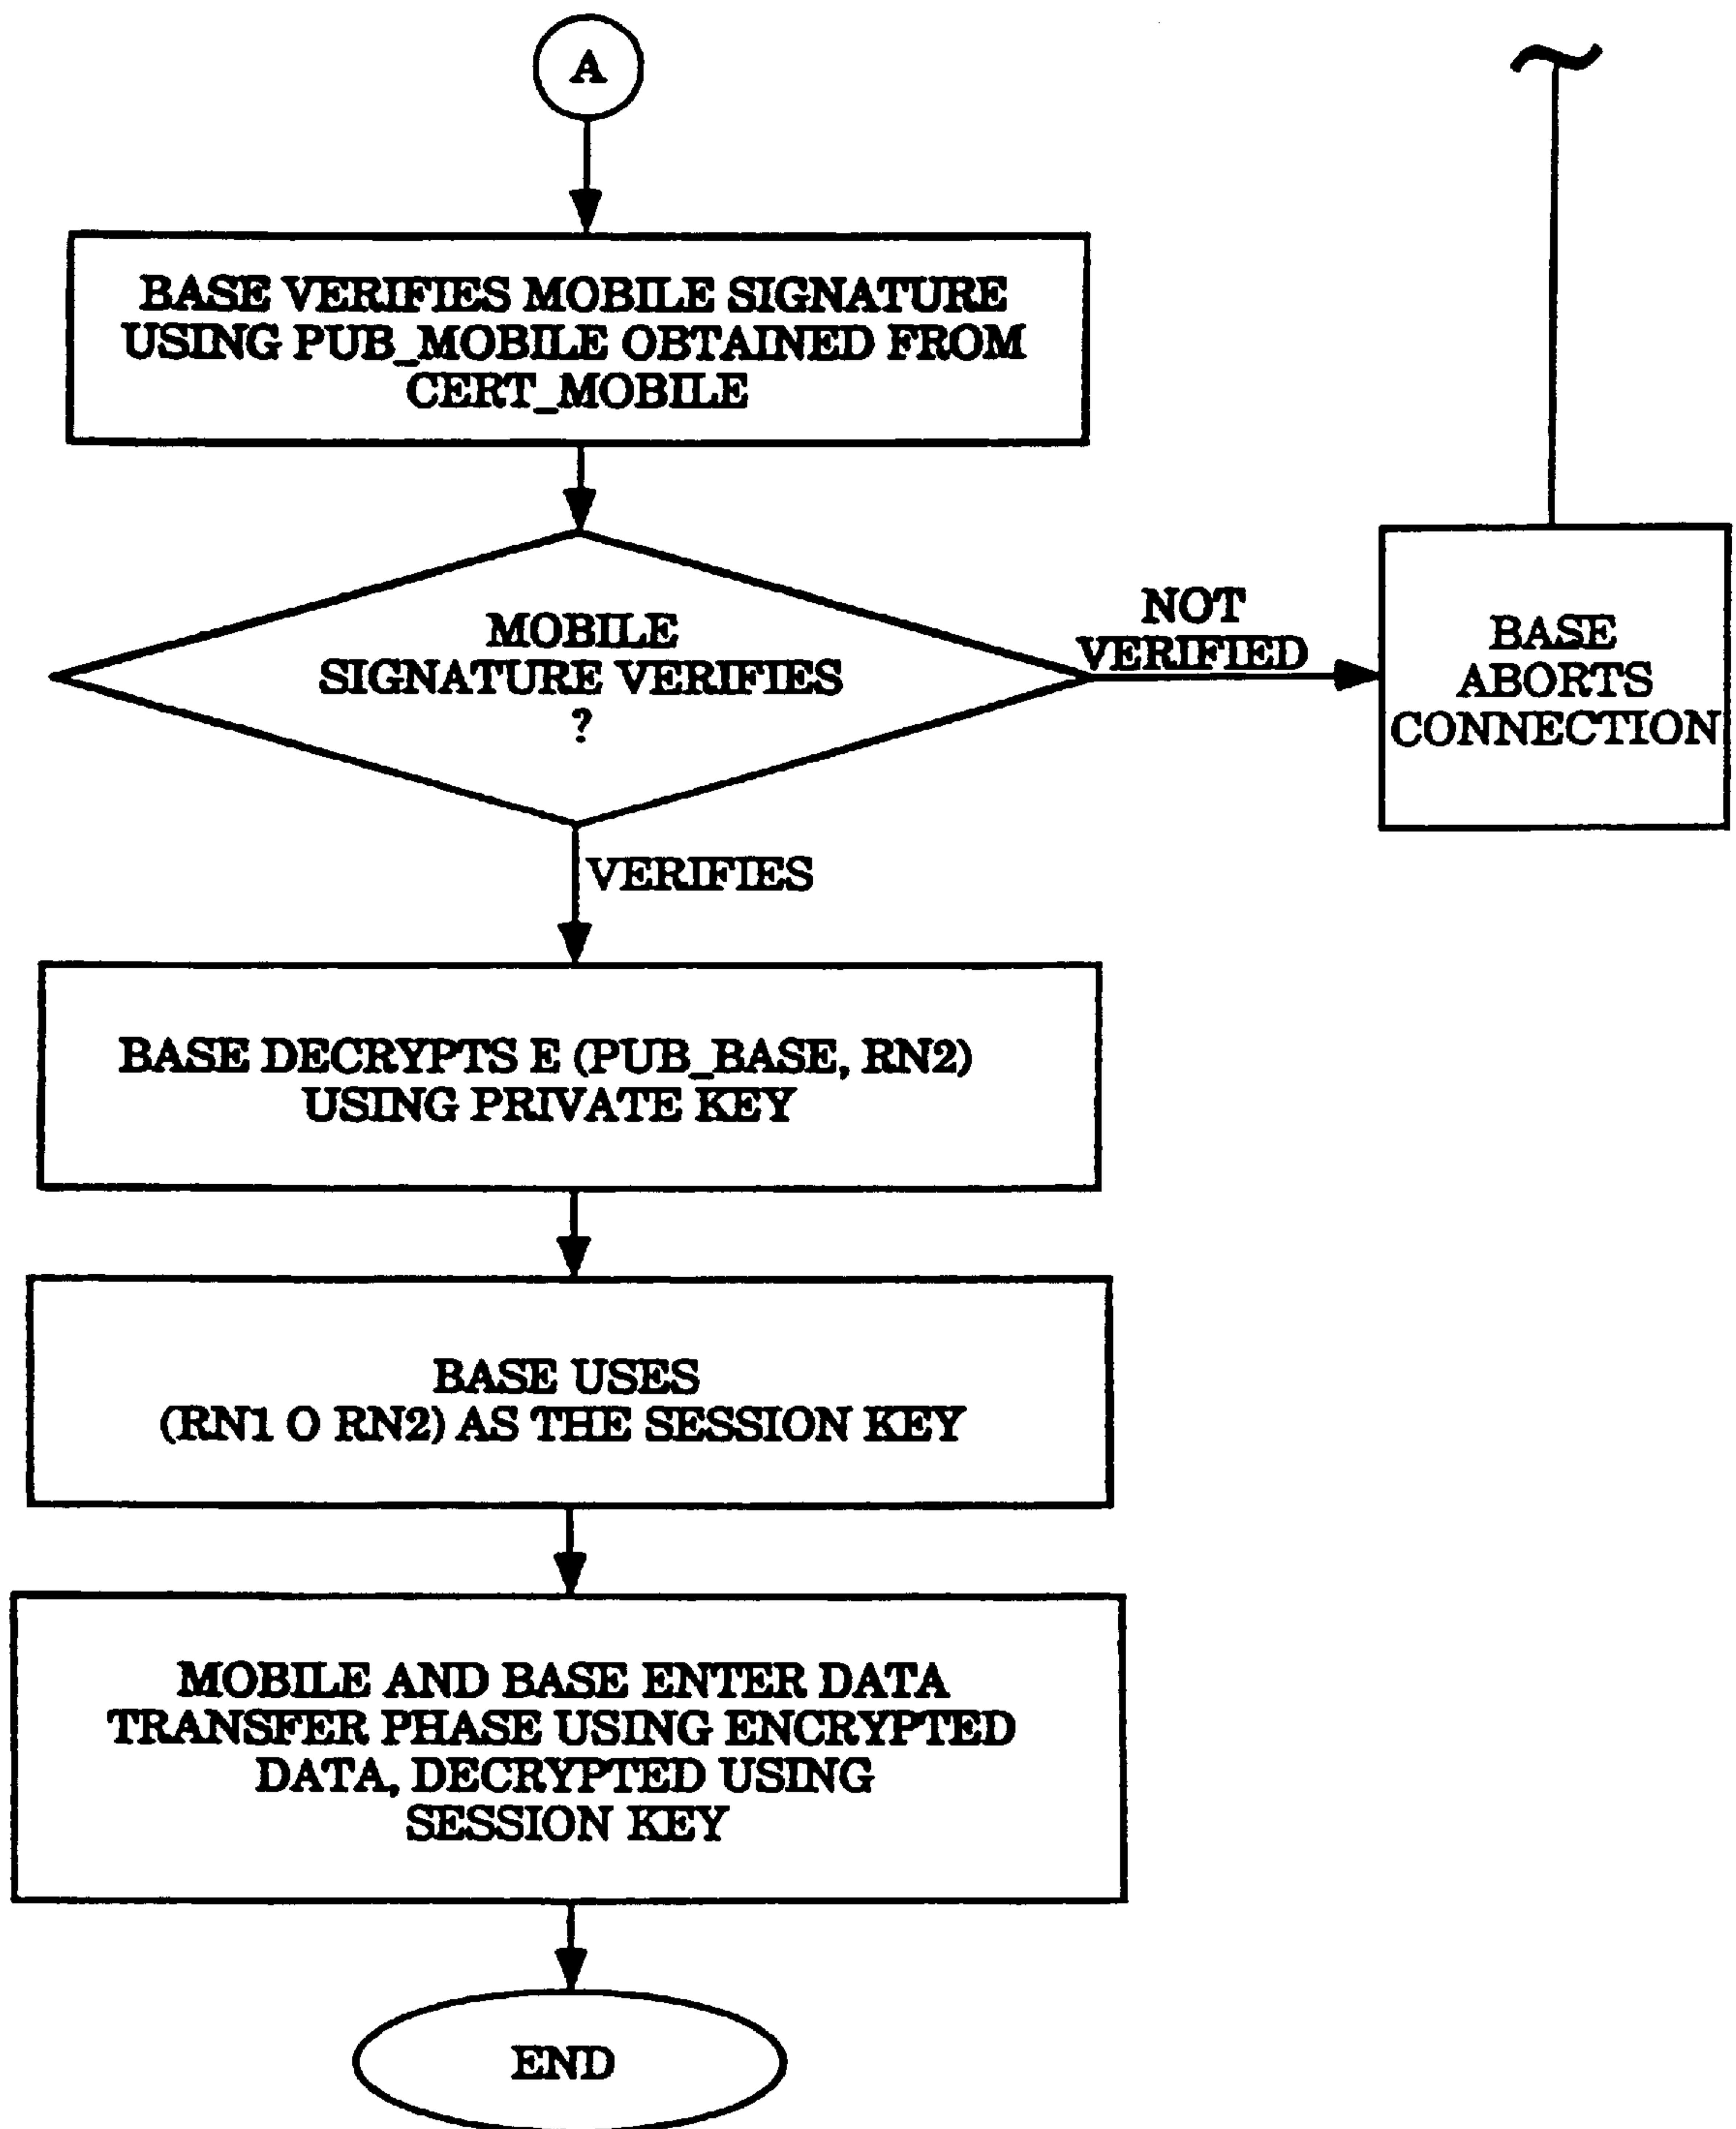 A
BASE VERIFIES MOBILE SIGNATURE
USING PUB_MOBILE OBTAINED FROM
CERT_MOBILE
MOBILE
SIGNATURE VERIFIES
?
NOT
VERIFIED
BASE
ABORTS
CONNECTION
VERIFIES
BASE DECRYPTS E (PUB_BASE, RN2)
USING PRIVATE KEY
BASE USES
(RN1 O RN2) AS THE SESSION KEY
MOBILE AND BASE ENTER DATA
TRANSFER PHASE USING ENCRYPTED
DATA, DECRYPTED USING
SESSION KEY
END